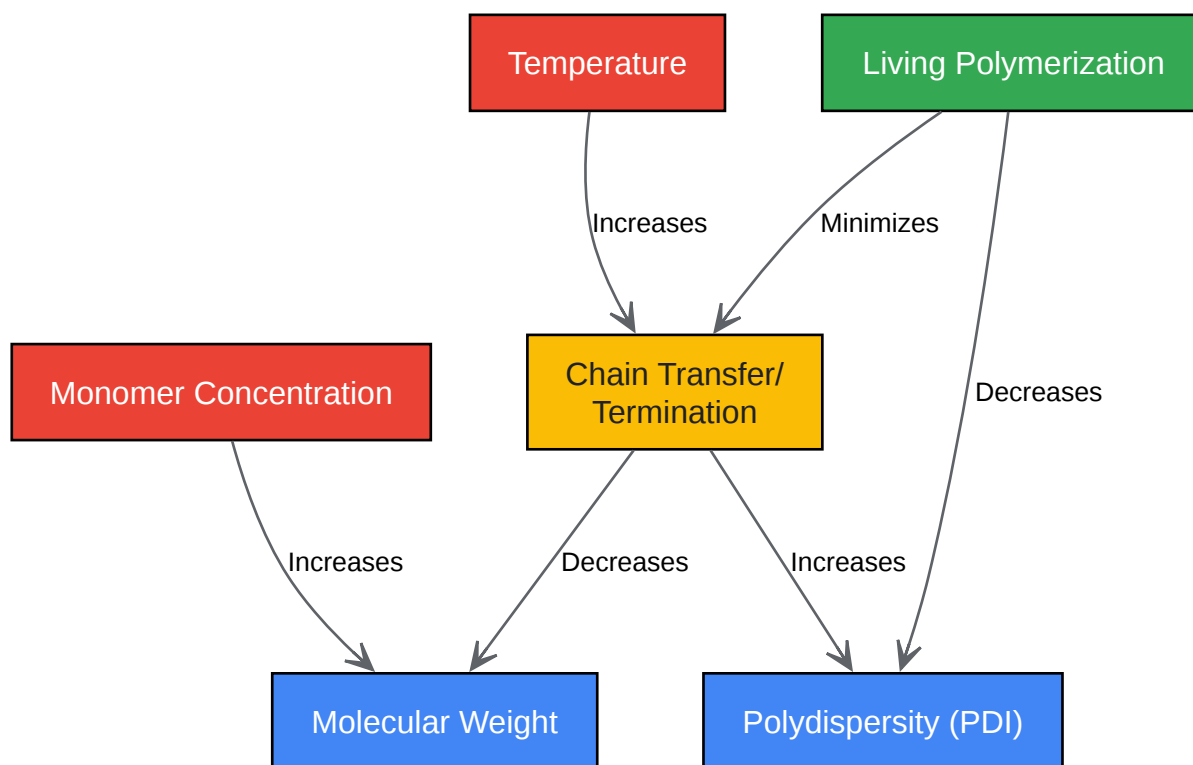 Temperature
Living Polymerization
Increases
Minimizes
Monomer Concentration
Chain Transfer/
Termination
Decreases
Increases
Decreases
Increases
Molecular Weight
Polydispersity (PDI)